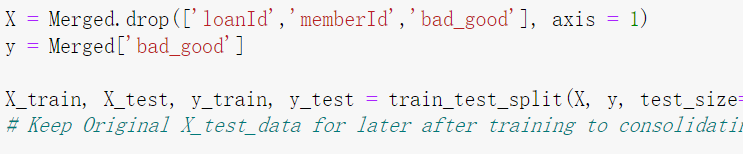 X = Merged.drop(['loanId','memberId','bad_good'], axis = 1)
y = Merged['bad_good']
X_train, X_test, y_train, y_test = train_test_split(X, y, test_size=
# Keep Original X_test_data for later after training to